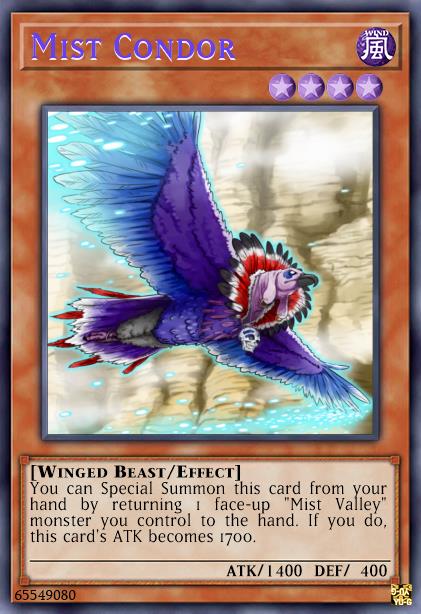 Mist Condor
WIND
風
[Winged Beast/Effect]
You can Special Summon this card from your
hand by returning 1 face-up "Mist Valley"
monster you control to the hand. If you do,
this card's ATK becomes 1700.
ATK/1400 DEF/ 400
65549080